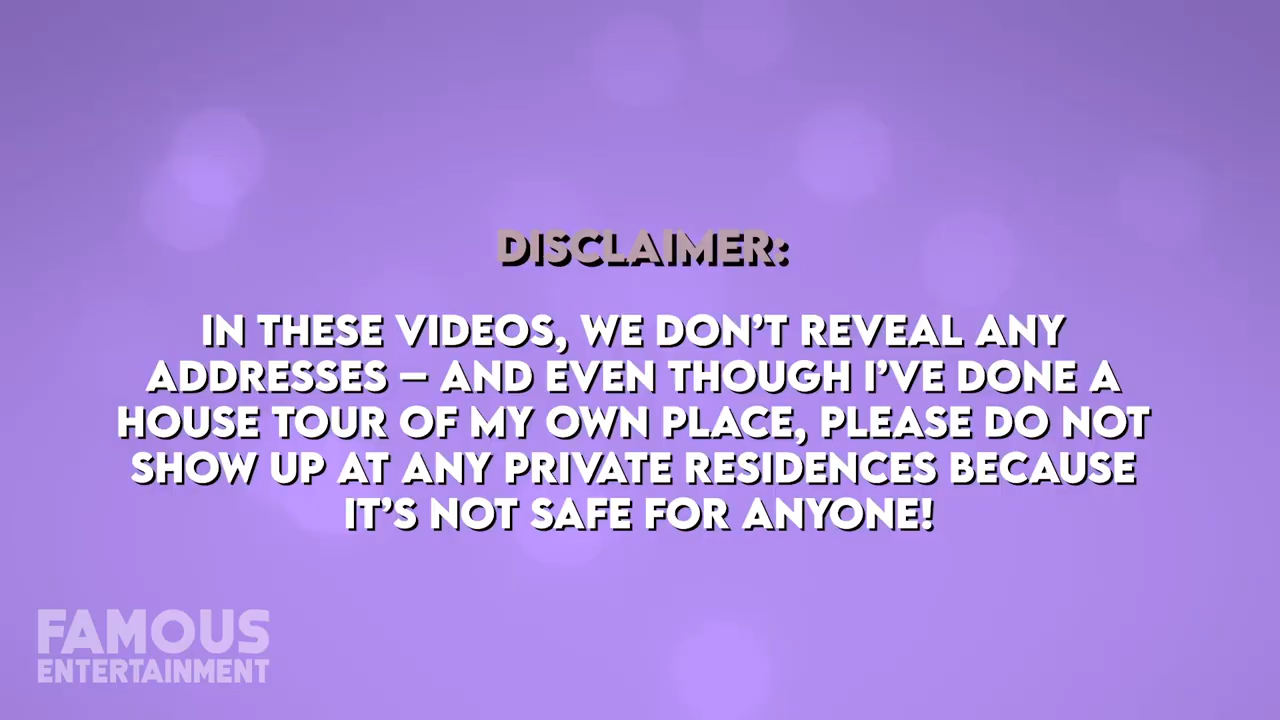 DISCLAIMER:
IN THESE VIDEOS, WE DON'T REVEAL ANY
ADDRESSES – AND EVEN THOUGH I'VE DONE A
HOUSE TOUR OF MY OWN PLACE, PLEASE DO NOT
SHOW UP AT ANY PRIVATE RESIDENCES BECAUSE
IT'S NOT SAFE FOR ANYONE!
FAMOUS
ENTERTAINMENT